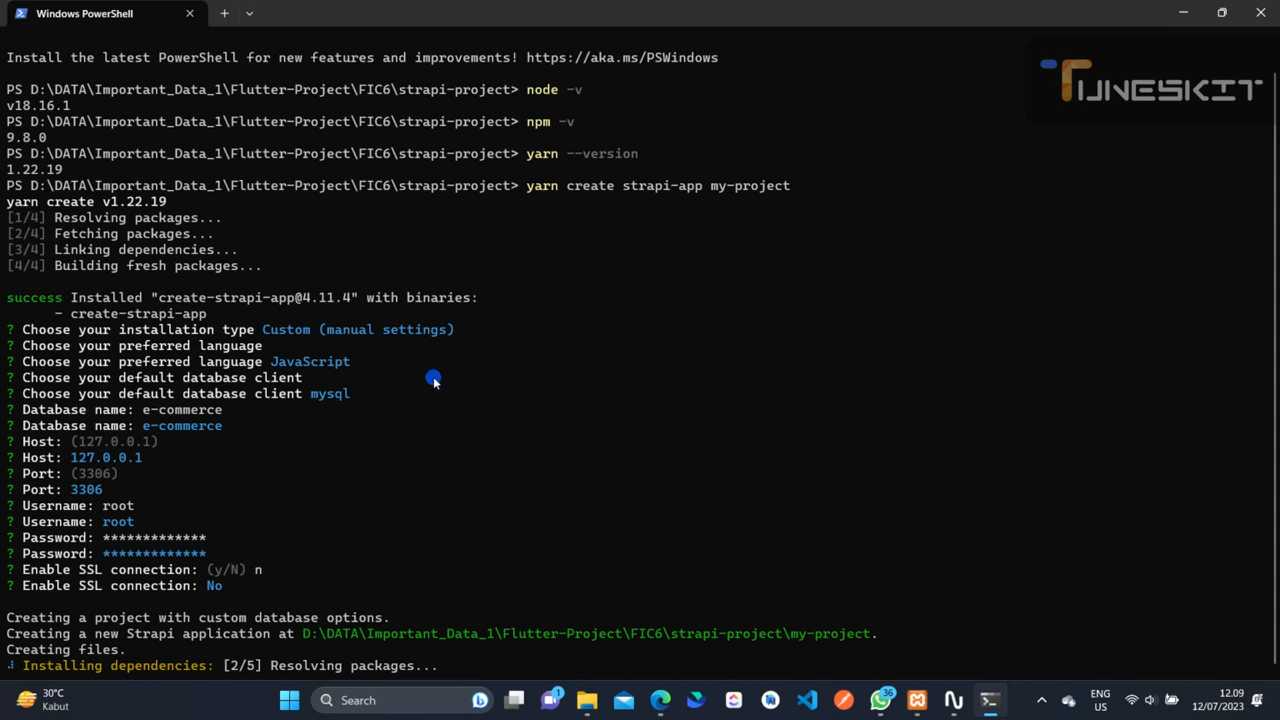 Windows PowerShell
Install the latest PowerShell for new features and improvements! https://aka.ms/PSWindows
TUNESKIT
PS D:\DATA\Important_Data_1\Flutter-Project\FIC6\strapi-project> node -v
v18.16.1
PS D:\DATA\Important_Data_1\Flutter-Project\FIC6\strapi-project> npm -v
9.8.0
PS D:\DATA\Important_Data_1\Flutter-Project\FIC6\strapi-project> yarn --version
1.22.19
PS D:\DATA\Important_Data_1\Flutter-Project\FIC6\strapi-project> yarn create strapi-app my-project
yarn create v1.22.19
[1/4] Resolving packages...
[2/4] Fetching packages...
[3/4] Linking dependencies...
[4/4] Building fresh packages...
success Installed "create-strapi-app@4.11.4" with binaries:
- create-strapi-app
? Choose your installation type Custom (manual settings)
? Choose your preferred language
? Choose your preferred language JavaScript
? Choose your default database client
? Choose your default database client mysql
? Database name: e-commerce
? Database name: e-commerce
? Host: (127.0.0.1)
? Host: 127.0.0.1
? Port: (3306)
? Port: 3306
? Username: root
? Username: root
? Password: *************
? Password: *************
? Enable SSL connection: (y/N) n
? Enable SSL connection: No
Creating a project with custom database options.
Creating a new Strapi application at D:\DATA\Important_Data_1\Flutter-Project\FIC6\strapi-project\my-project.
Creating files.
Installing dependencies: [2/5] Resolving packages...
30°C
Kabut
Search
1
36
ENG
US
12.09
12/07/2023